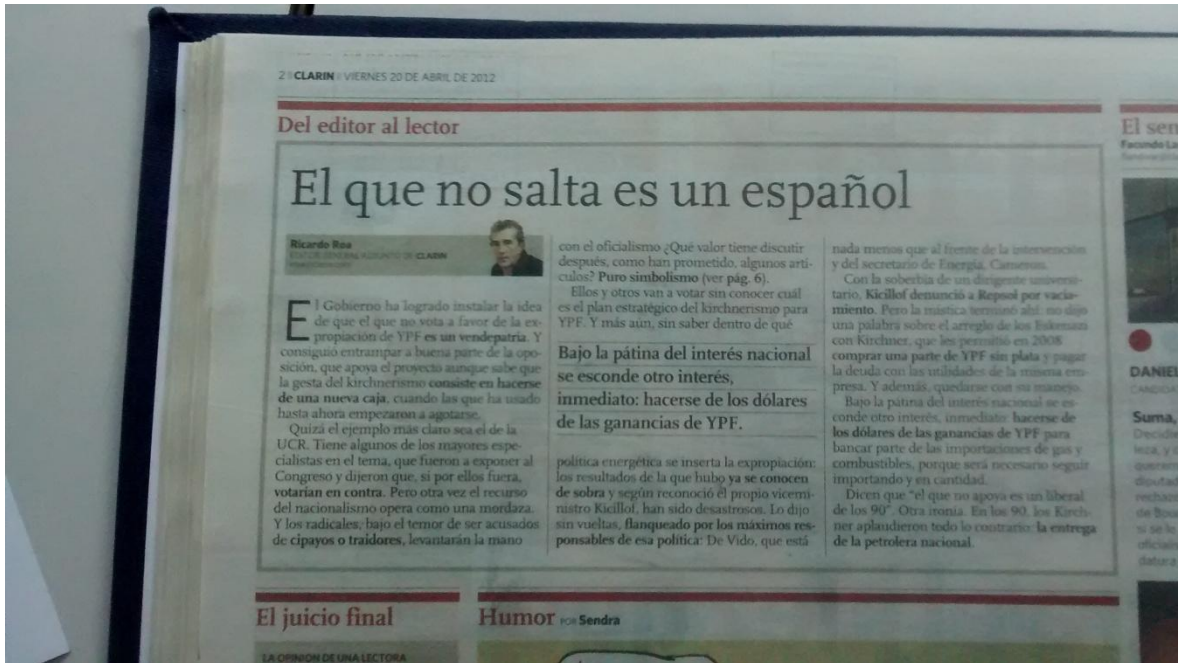 2 CLARIN VIERNES 20 DE ABRIL DE 2012
Del editor al lector
El que no salta es un español
Ricardo Roa
EDITOR GENERAL ADJUNTO DE CLARIN
El Gobierno ha logrado instalar la idea
de que el que no vota a favor de la ex-
propiación de YPF es un vendepatria. Y
consiguió entrampar a buena parte de la opo-
sición, que apoya el proyecto aunque sabe que
la gesta del kirchnerismo consiste en hacerse
de una nueva caja, cuando las que ha usado
hasta ahora empezaron a agotarse.
Quizá el ejemplo más claro sea el de la
UCR. Tiene algunos de los mayores espe-
cialistas en el tema, que fueron a exponer al
Congreso y dijeron que, si por ellos fuera,
votarían en contra. Pero otra vez el recurso
del nacionalismo opera como una mordaza.
Y los radicales, bajo el temor de ser acusados
de cipayos o traidores, levantarán la mano
con el oficialismo ¿Qué valor tiene discutir
después, como han prometido, algunos artí-
culos? Puro simbolismo (ver pág. 6).
Ellos y otros van a votar sin conocer cuál
es el plan estratégico del kirchnerismo para
YPF. Y más aún, sin saber dentro de qué
Bajo la pátina del interés nacional
se esconde otro interés,
inmediato: hacerse de los dólares
de las ganancias de YPF.
política energética se inserta la expropiación:
los resultados de la que hubo ya se conocen
de sobra y según reconoció el propio vicemi-
nistro Kicillof, han sido desastrosos. Lo dijo
sin vueltas, flanqueado por los máximos res-
ponsables de esa política: De Vido, que está
nada menos que al frente de la intervención
y del secretario de Energía, Cameron.
Con la soberbia de un dirigente universi-
tario, Kicillof denunció a Repsol por vacia-
miento. Pero la mística terminó ahí: no dijo
una palabra sobre el arreglo de los Eskenazi
con Kirchner, que les permitió en 2008
comprar una parte de YPF sin plata y pagar
la deuda con las utilidades de la misma em-
presa. Y además, quedarse con su manejo.
Bajo la pátina del interés nacional se es-
conde otro interés, inmediato: hacerse de
los dólares de las ganancias de YPF para
bancar parte de las importaciones de gas y
combustibles, porque será necesario seguir
importando y en cantidad.
Dicen que "el que no apoya es un liberal
de los 90". Otra ironía. En los 90, los Kirch-
ner aplaudieron todo lo contrario: la entrega
de la petrolera nacional.
El sen
Facundo La
DANIEL
Suma,
El juicio final
LA OPINION DE UNA LECTORA
Humor POR Sendra